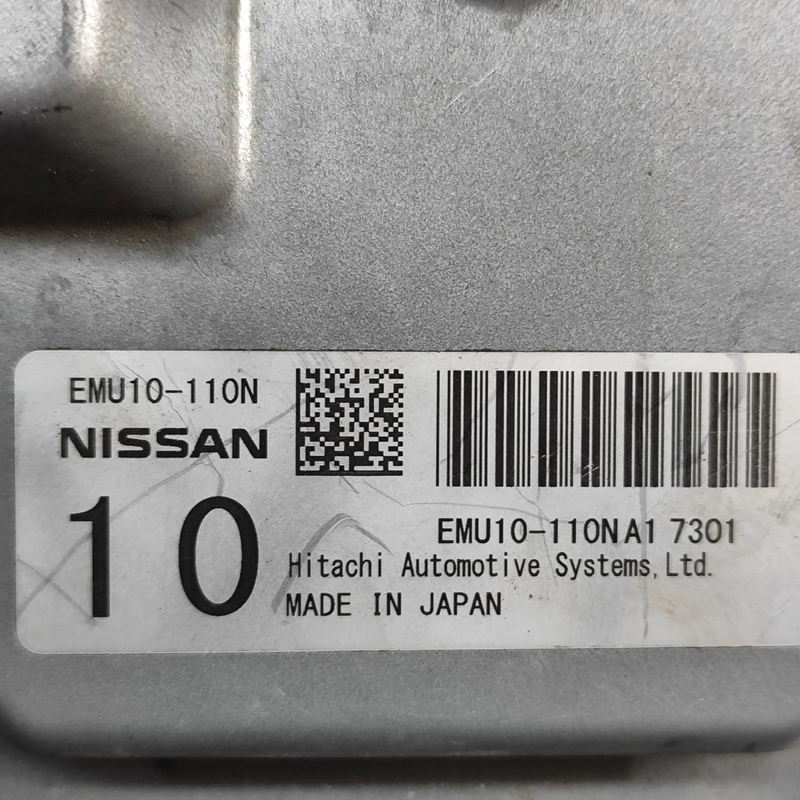 EMU10-110N
NISSAN
10
EMU10-110NA1 7301
Hitachi Automotive Systems,Ltd.
MADE IN JAPAN